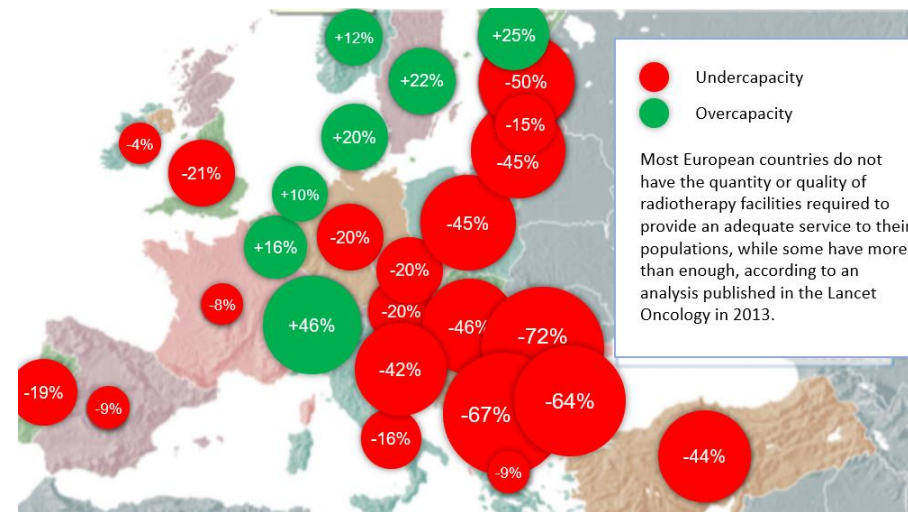 +12%
+25%
+22%
-50%
-15%
-4%
+20%
-45%
-21%
+10%
-45%
-20%
+16%
-20%
-8%
-20%
+46%
-46%
-72%
-42%
-19%
-9%
-67%
-64%
-16%
-44%
-9%
Undercapacity
Overcapacity
Most European countries do not
have the quantity or quality of
radiotherapy facilities required to
provide an adequate service to their
populations, while some have more
than enough, according to an
analysis published in the Lancet
Oncology in 2013.